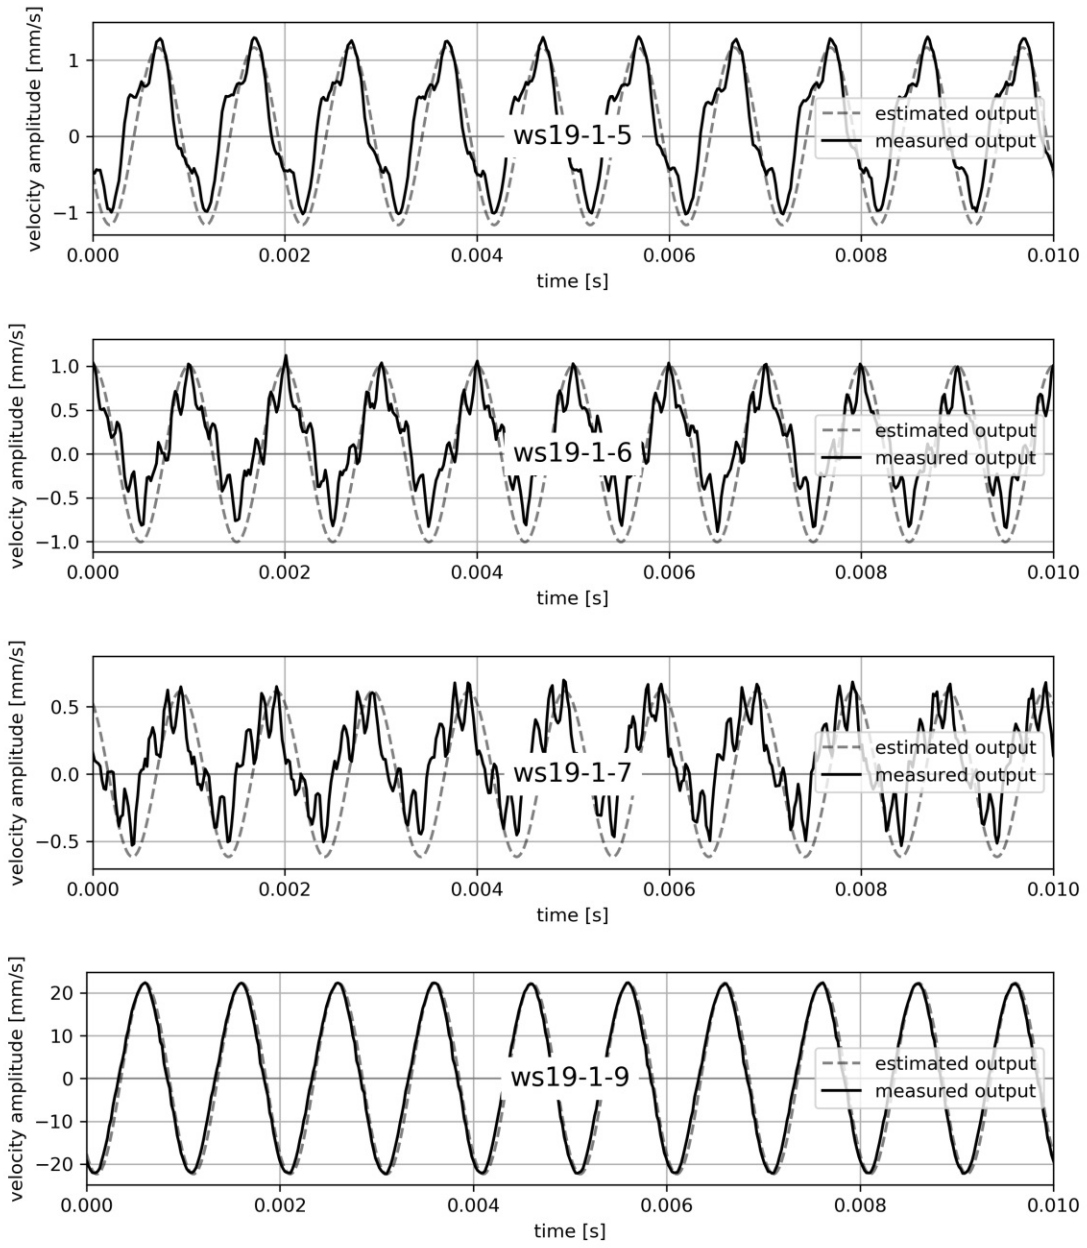 velocity amplitude [mm/s]
1
0
−1
ws19-1-5
estimated output
measured output
0.000 0.002 0.004 0.006 0.008 0.010
time [s]
velocity amplitude [mm/s]
1.0
0.5
0.0
−0.5
−1.0
ws19-1-6
estimated output
measured output
0.000 0.002 0.004 0.006 0.008 0.010
time [s]
velocity amplitude [mm/s]
0.5
0.0
−0.5
ws19-1-7
estimated output
measured output
0.000 0.002 0.004 0.006 0.008 0.010
time [s]
velocity amplitude [mm/s]
20
10
0
−10
−20
ws19-1-9
estimated output
measured output
0.000 0.002 0.004 0.006 0.008 0.010
time [s]